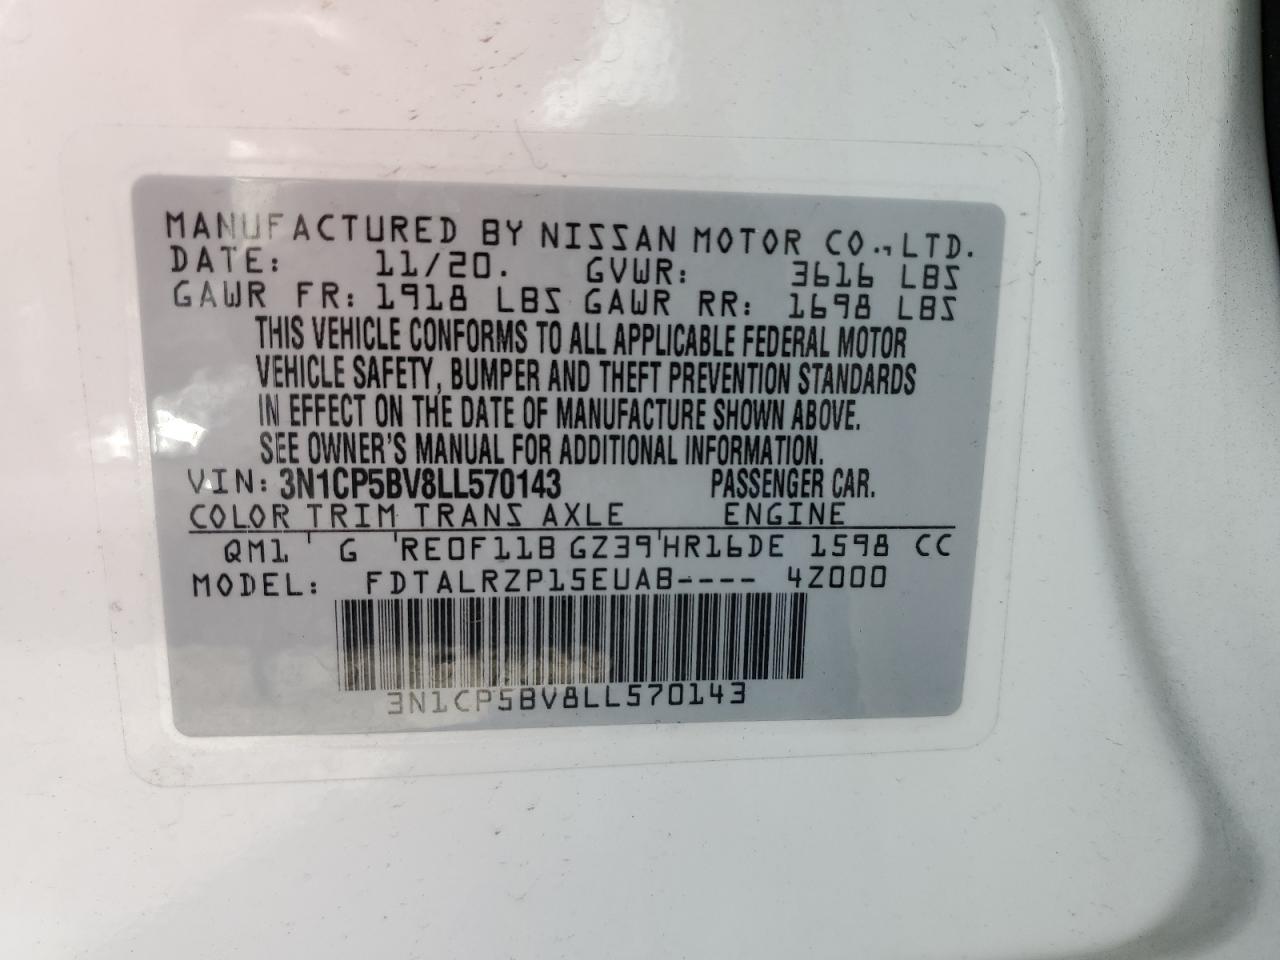 MANUFACTURED BY NISSAN MOTOR CO., LTD.
DATE: 11/20. GVWR: 3616 LBS
GAWR FR: 1918 LBS GAWR RR: 1698 LBS
THIS VEHICLE CONFORMS TO ALL APPLICABLE FEDERAL MOTOR
VEHICLE SAFETY, BUMPER AND THEFT PREVENTION STANDARDS
IN EFFECT ON THE DATE OF MANUFACTURE SHOWN ABOVE.
SEE OWNER'S MANUAL FOR ADDITIONAL INFORMATION.
VIN: 3N1CP5BV8LL570143 PASSENGER CAR.
COLOR TRIM TRANS AXLE ENGINE
QM1 ' G 'RE0F11B GZ39'HR16DE 1598 CC
MODEL: FDTALRZP15EUAB---- 4Z000
3N1CP5BV8LL570143